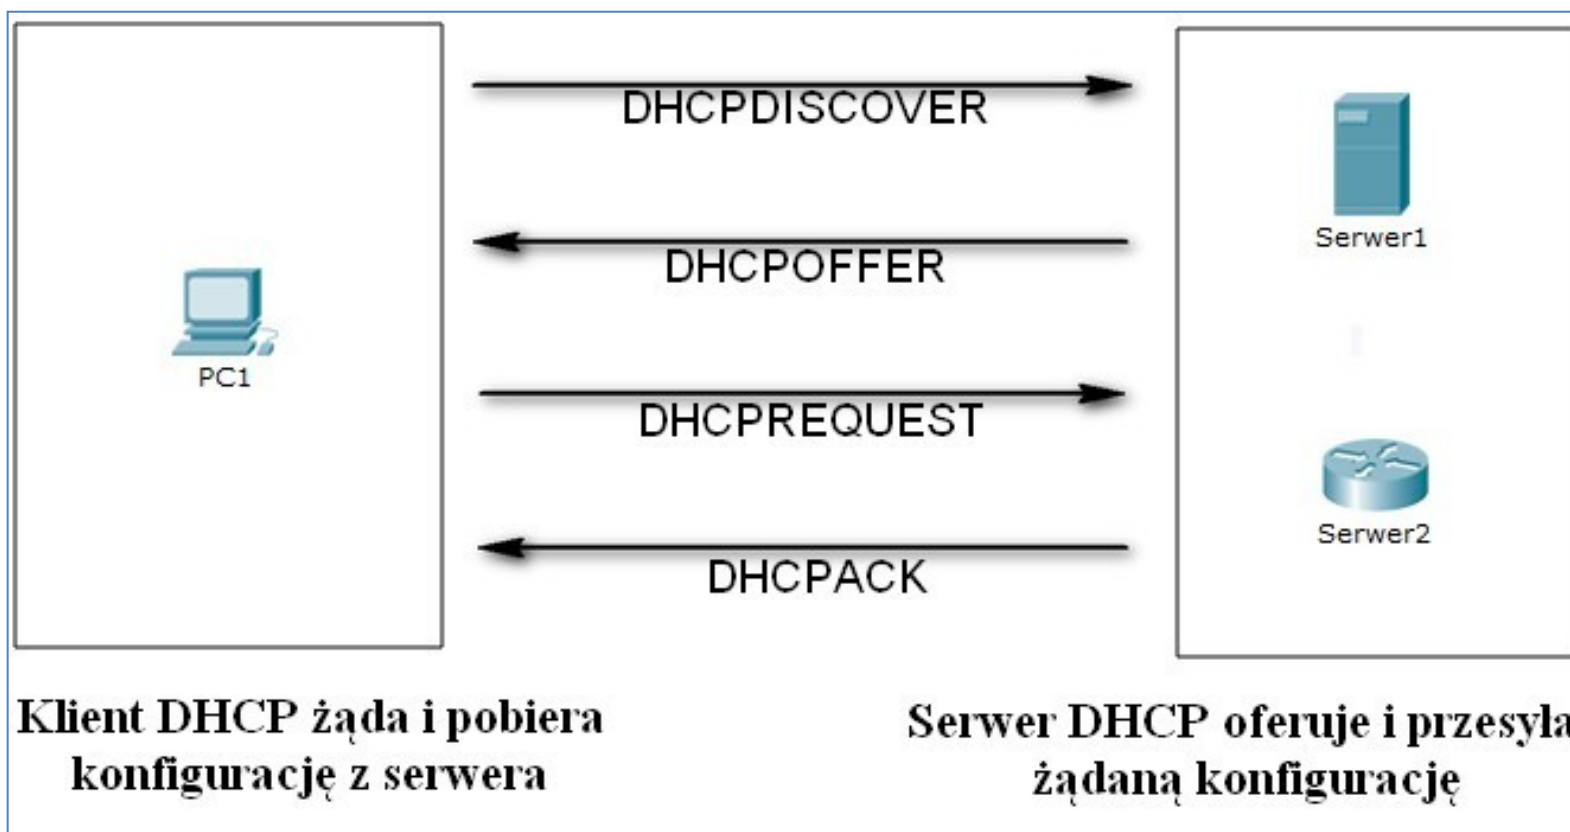 DHCPDISCOVER
Serwer1
DHCPOFFER
PC1
DHCPREQUEST
Serwer2
DHCPACK
Klient DHCP żąda i pobiera
konfigurację z serwera
Serwer DHCP oferuje i przesyła
żądaną konfigurację